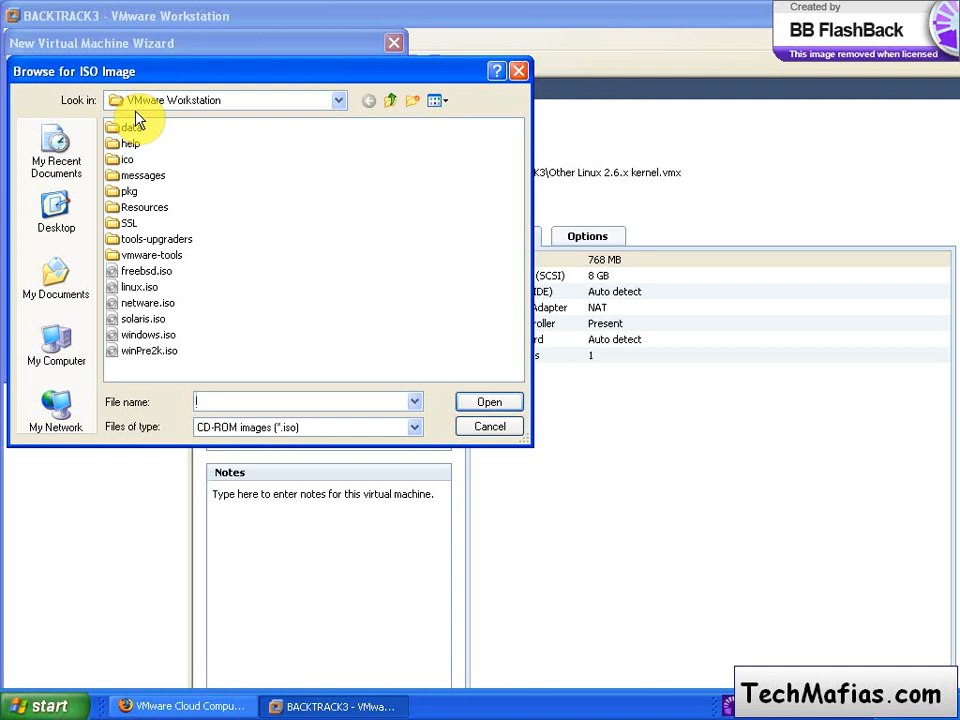 BACKTRACK3 - VMware Workstation
Created by
BB FlashBack
This image removed when licensed
New Virtual Machine Wizard
Browse for ISO Image
Look in:
VMware Workstation
My Recent
Documents
Desktop
My Documents
My Computer
My Network
data
help
ico
messages
pkg
Resources
SSL
tools-upgraders
vmware-tools
freebsd.iso
linux.iso
netware.iso
solaris.iso
windows.iso
winPre2k.iso
File name:
Open
Files of type:
CD-ROM images (*.iso)
Cancel
K3\Other Linux 2.6.x kernel.vmx
Options
768 MB
(SCSI) 8 GB
IDE) Auto detect
Adapter NAT
roller Present
rd Auto detect
s 1
Notes
Type here to enter notes for this virtual machine.
start
VMware Cloud Compu...
BACKTRACK3 - VMwa...
TechMafias.com